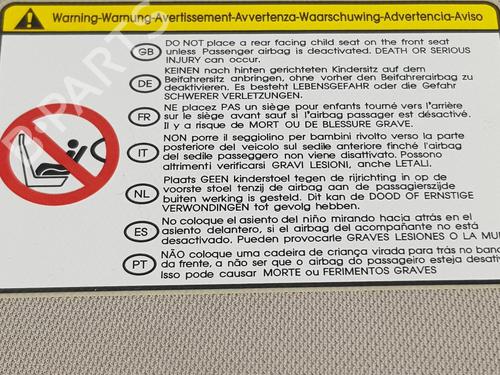 Warning-Warnung-Avertissement-Avvertenza-Waarschuwing-Advertencia-Aviso
GB DO NOT place a rear facing child seat on the front seat
unless Passenger airbag is deactivated. DEATH OR SERIOUS
INJURY can occur.
DE KEINEN nach hinten gerichteten Kindersitz auf dem
Beifahrersitz anbringen, ohne vorher den Beifahrerairbag zu
deaktivieren. Es besteht LEBENSGEFAHR oder die Gefahr
SCHWERER VERLETZUNGEN.
FR NE placez PAS un siège pour enfants tourné vers l'arrière
sur le siège avant sauf si l'airbag passager est désactivé.
Il y a risque de MORT OU DE BLESSURE GRAVE.
IT NON porre il seggiolino per bambini rivolto verso la parte
posteriore del veicolo sul sedile anteriore finché l'airbag
del sedile passeggero non viene disattivato. Possono
altrimenti verificarsi GRAVI LESIONI, anche LETALI.
NL Plaats GEEN kinderstoel tegen de rijrichting in op de
voorste stoel tenzij de airbag aan de passagierszijde
buiten werking is gesteld. Dit kan de DOOD OF ERNSTIGE
VERWONDINGEN tot gevolg hebben.
ES No coloque el asiento del niño mirando hacia atrás en el
asiento delantero, si el airbag del acompañante no está
desactivado. Pueden provocarle GRAVES LESIONES O LA
PT NÃO coloque uma cadeira de criança virada para trás no
da frente, a não ser que o airbag do passageiro esteja
Isso pode causar MORTE ou FERIMENTOS GRAVES
B-PARTS